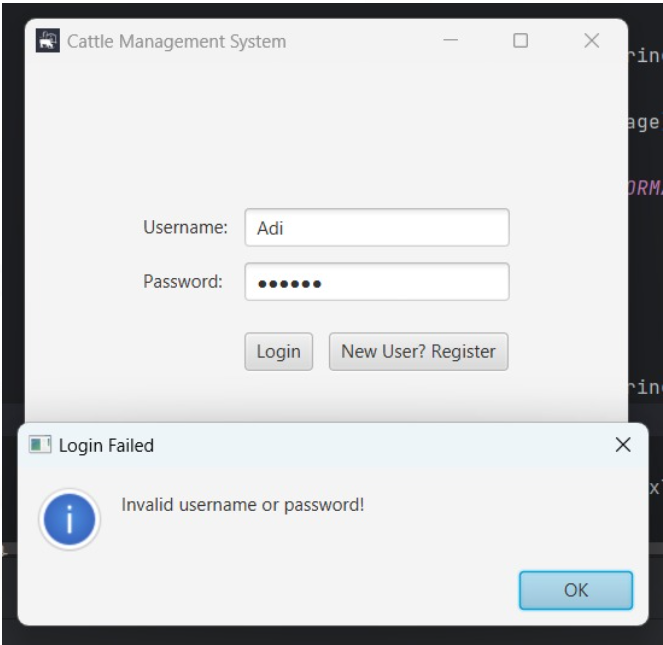 Cattle Management System
Username: Adi
Password: ••••••
Login New User? Register
Login Failed
Invalid username or password!
OK